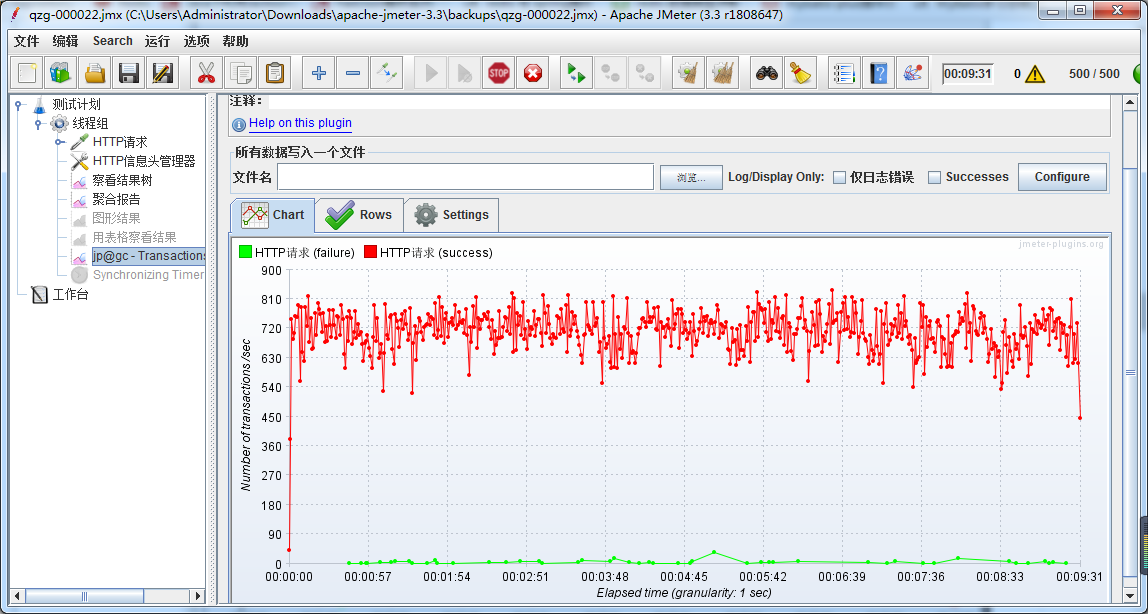 qzg-000022.jmx (C:\Users\Administrator\Downloads\apache-jmeter-3.3\backups\qzg-000022.jmx) - Apache JMeter (3.3 r1808647)
文件 编辑 Search 运行 选项 帮助
STOP 00:09:31 0 500 / 500
测试计划
线程组
HTTP请求
HTTP信息头管理器
察看结果树
聚合报告
图形结果
用表格察看结果
jp@gc - Transactions
Synchronizing Timer
工作台
注释:
Help on this plugin
所有数据写入一个文件
文件名 浏览... Log/Display Only: 仅日志错误 Successes Configure
Chart Rows Settings
jmeter-plugins.org
HTTP请求 (failure) HTTP请求 (success)
900
810
720
630
540
450
360
270
180
90
0
Number of transactions /sec
00:00:00 00:00:57 00:01:54 00:02:51 00:03:48 00:04:45 00:05:42 00:06:39 00:07:36 00:08:33 00:09:31
Elapsed time (granularity: 1 sec)